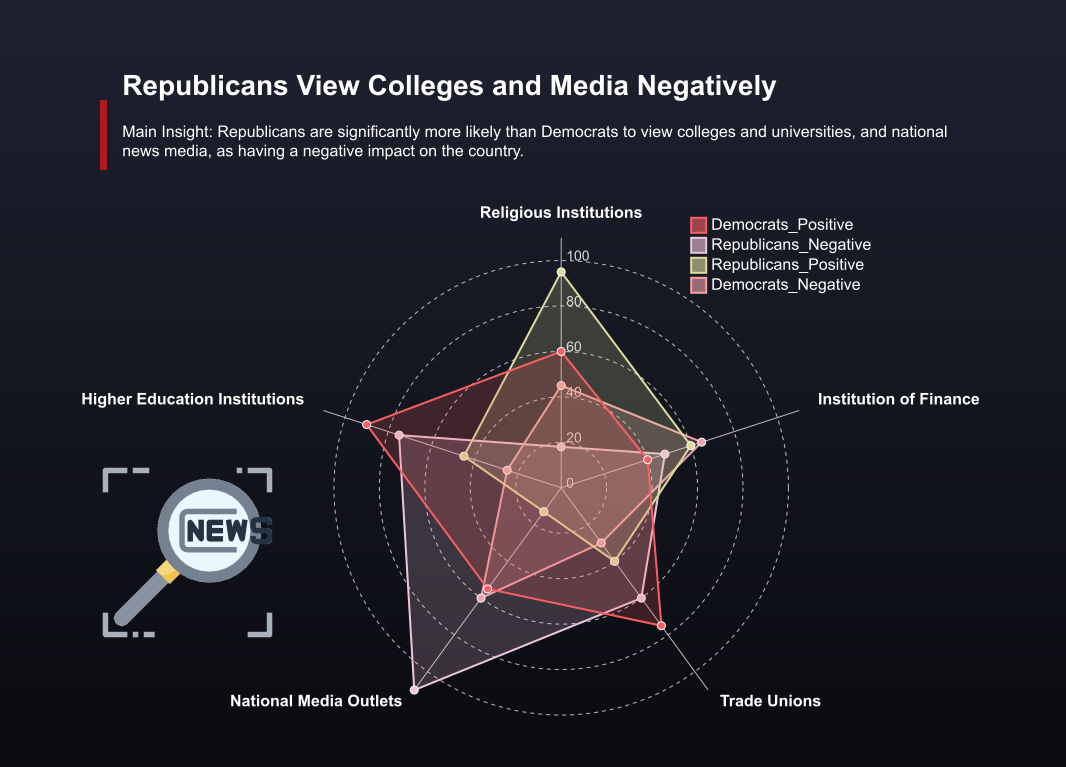 Republicans View Colleges and Media Negatively
Main Insight: Republicans are significantly more likely than Democrats to view colleges and universities, and national
news media, as having a negative impact on the country.
Religious Institutions
Democrats_Positive
Republicans_Negative
Republicans_Positive
Democrats_Negative
100
80
60
40
20
0
Higher Education Institutions
Institution of Finance
NEWS
National Media Outlets
Trade Unions